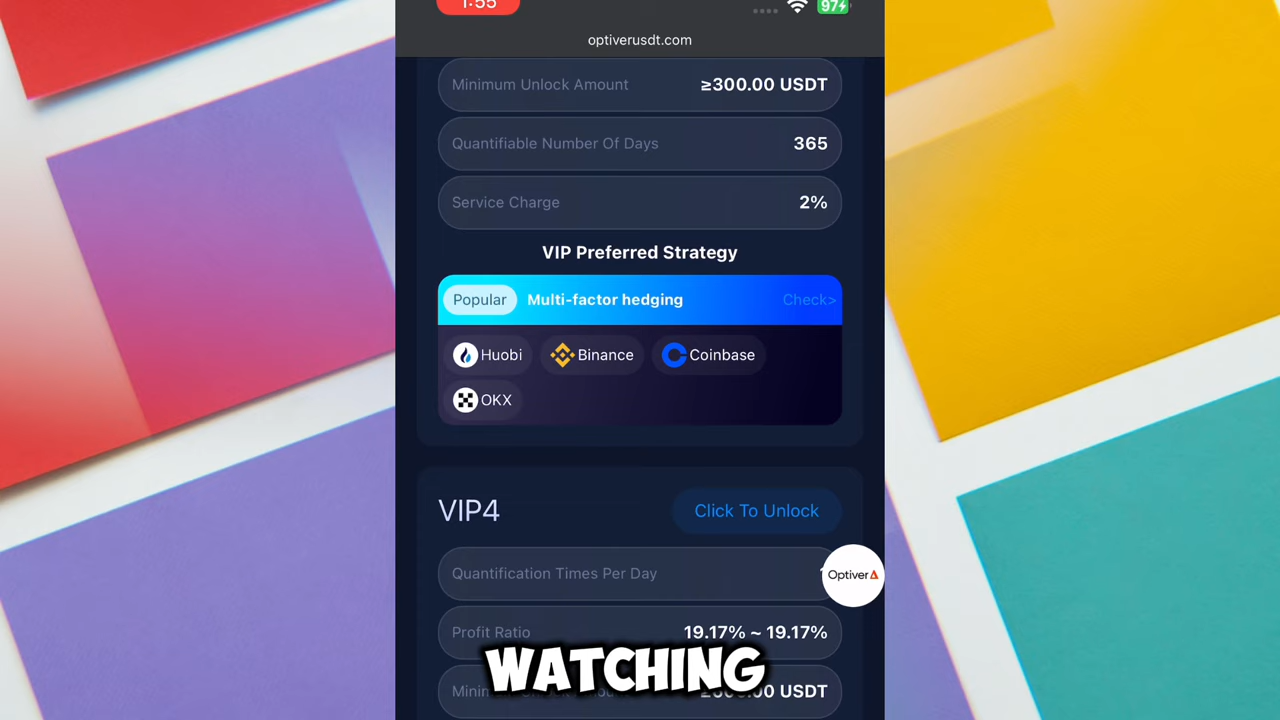 1:55
97
optiverusdt.com
Minimum Unlock Amount ≥300.00 USDT
Quantifiable Number Of Days 365
Service Charge 2%
VIP Preferred Strategy
Popular Multi-factor hedging Check>
Huobi Binance Coinbase
OKX
VIP4 Click To Unlock
Quantification Times Per Day
Optiver
Profit Ratio 19.17% ~ 19.17%
WATCHING
USDT